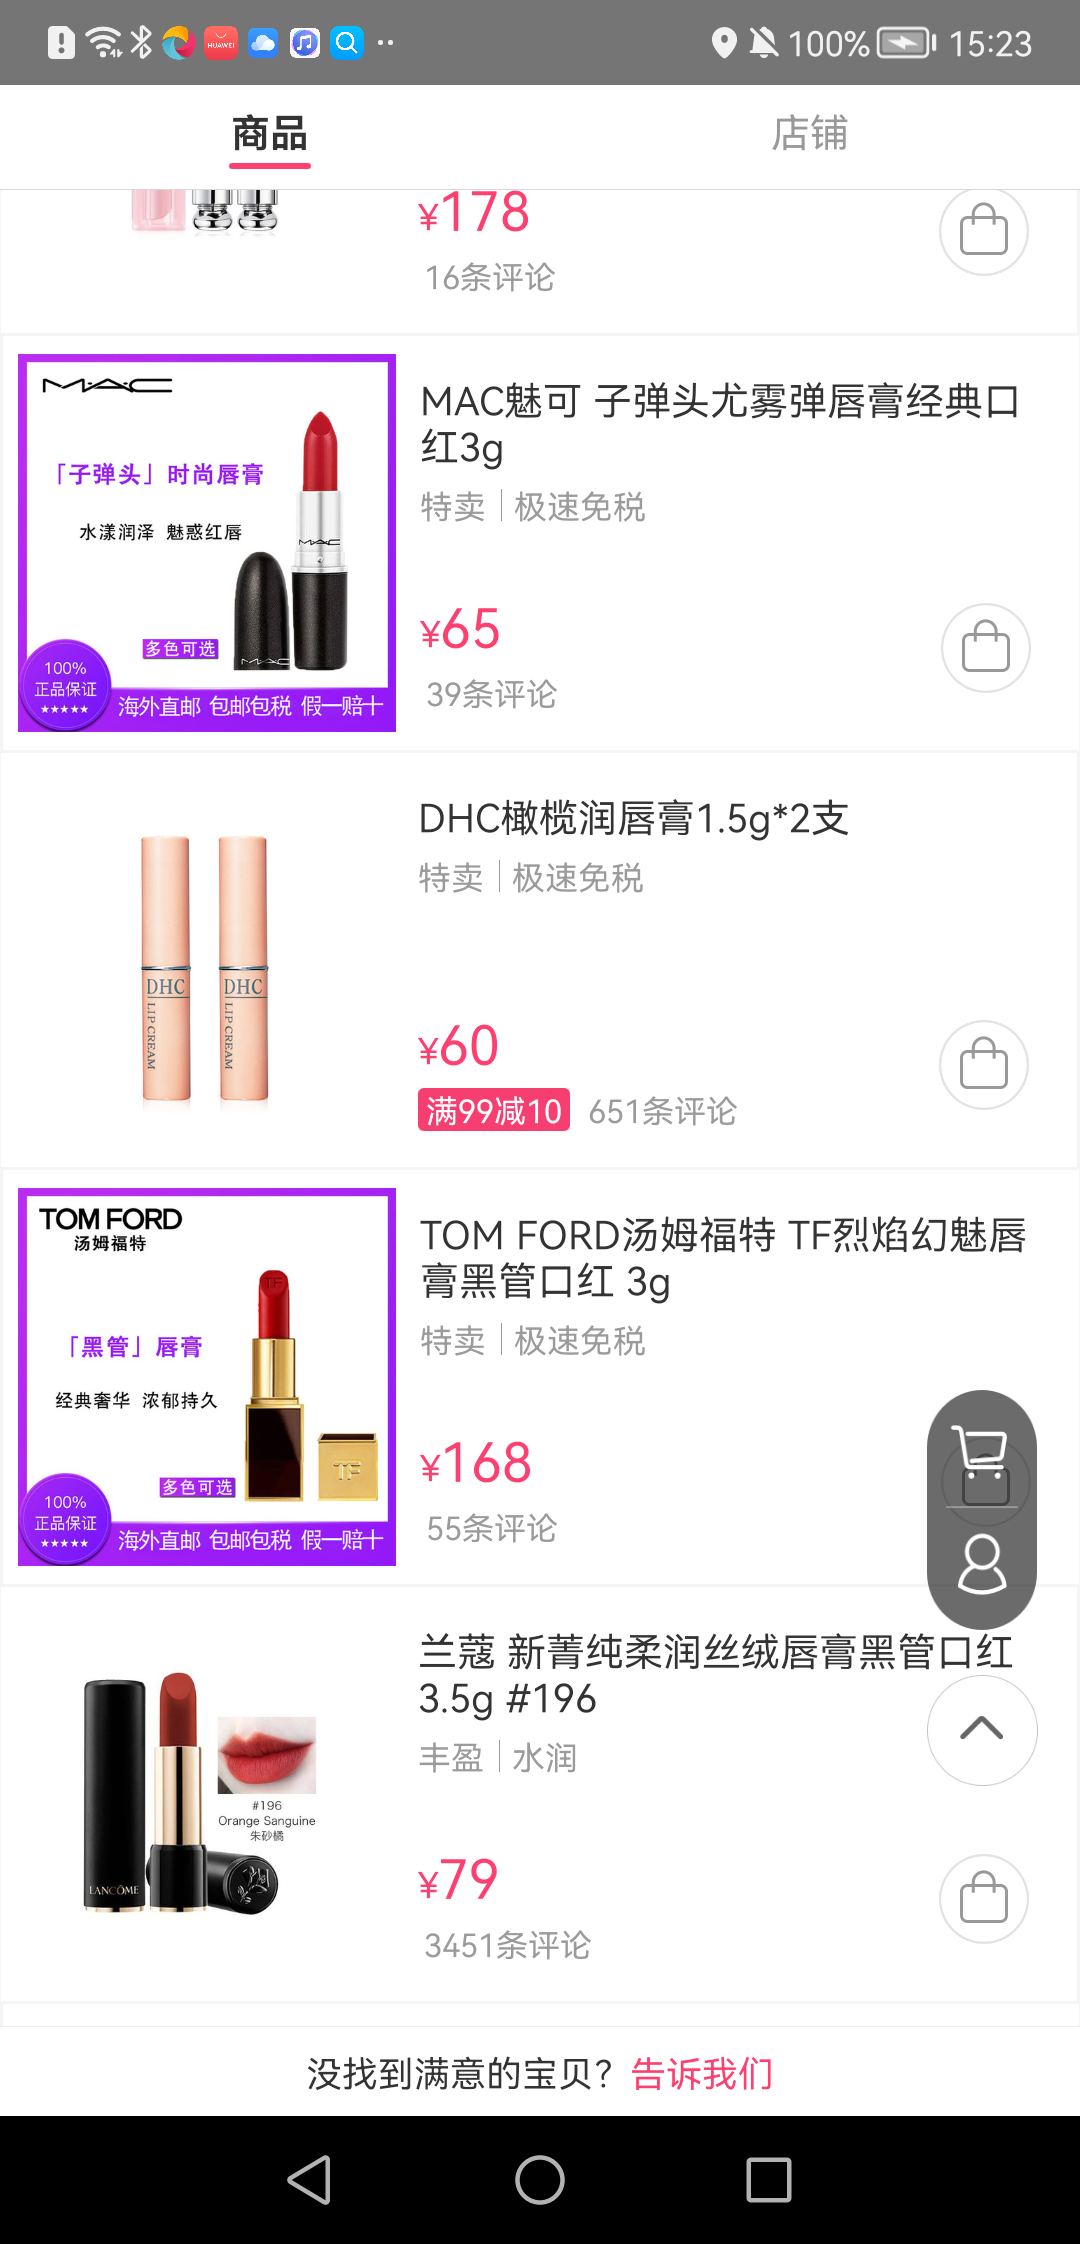 HUAWEI
100%
15:23
商品
店铺
¥178
16条评论
MAC
「子弹头」时尚唇膏
水漾润泽 魅惑红唇
MAC
MAC
多色可选
100%
正品保证
★★★★★
海外直邮 包邮包税 假一赔十
MAC魅可 子弹头尤雾弹唇膏经典口
红3g
特卖 极速免税
¥65
39条评论
DHC
LIP CREAM
DHC
LIP CREAM
DHC橄榄润唇膏1.5g*2支
特卖 极速免税
¥60
满99减10 651条评论
TOM FORD
汤姆福特
TF
「黑管」唇膏
经典奢华 浓郁持久
TF
多色可选
100%
正品保证
★★★★★
海外直邮 包邮包税 假一赔十
TOM FORD汤姆福特 TF烈焰幻魅唇
膏黑管口红 3g
特卖 极速免税
¥168
55条评论
#196
Orange Sanguine
朱砂橘
LANCÔME
兰蔻 新菁纯柔润丝绒唇膏黑管口红
3.5g #196
丰盈 水润
¥79
3451条评论
没找到满意的宝贝？告诉我们